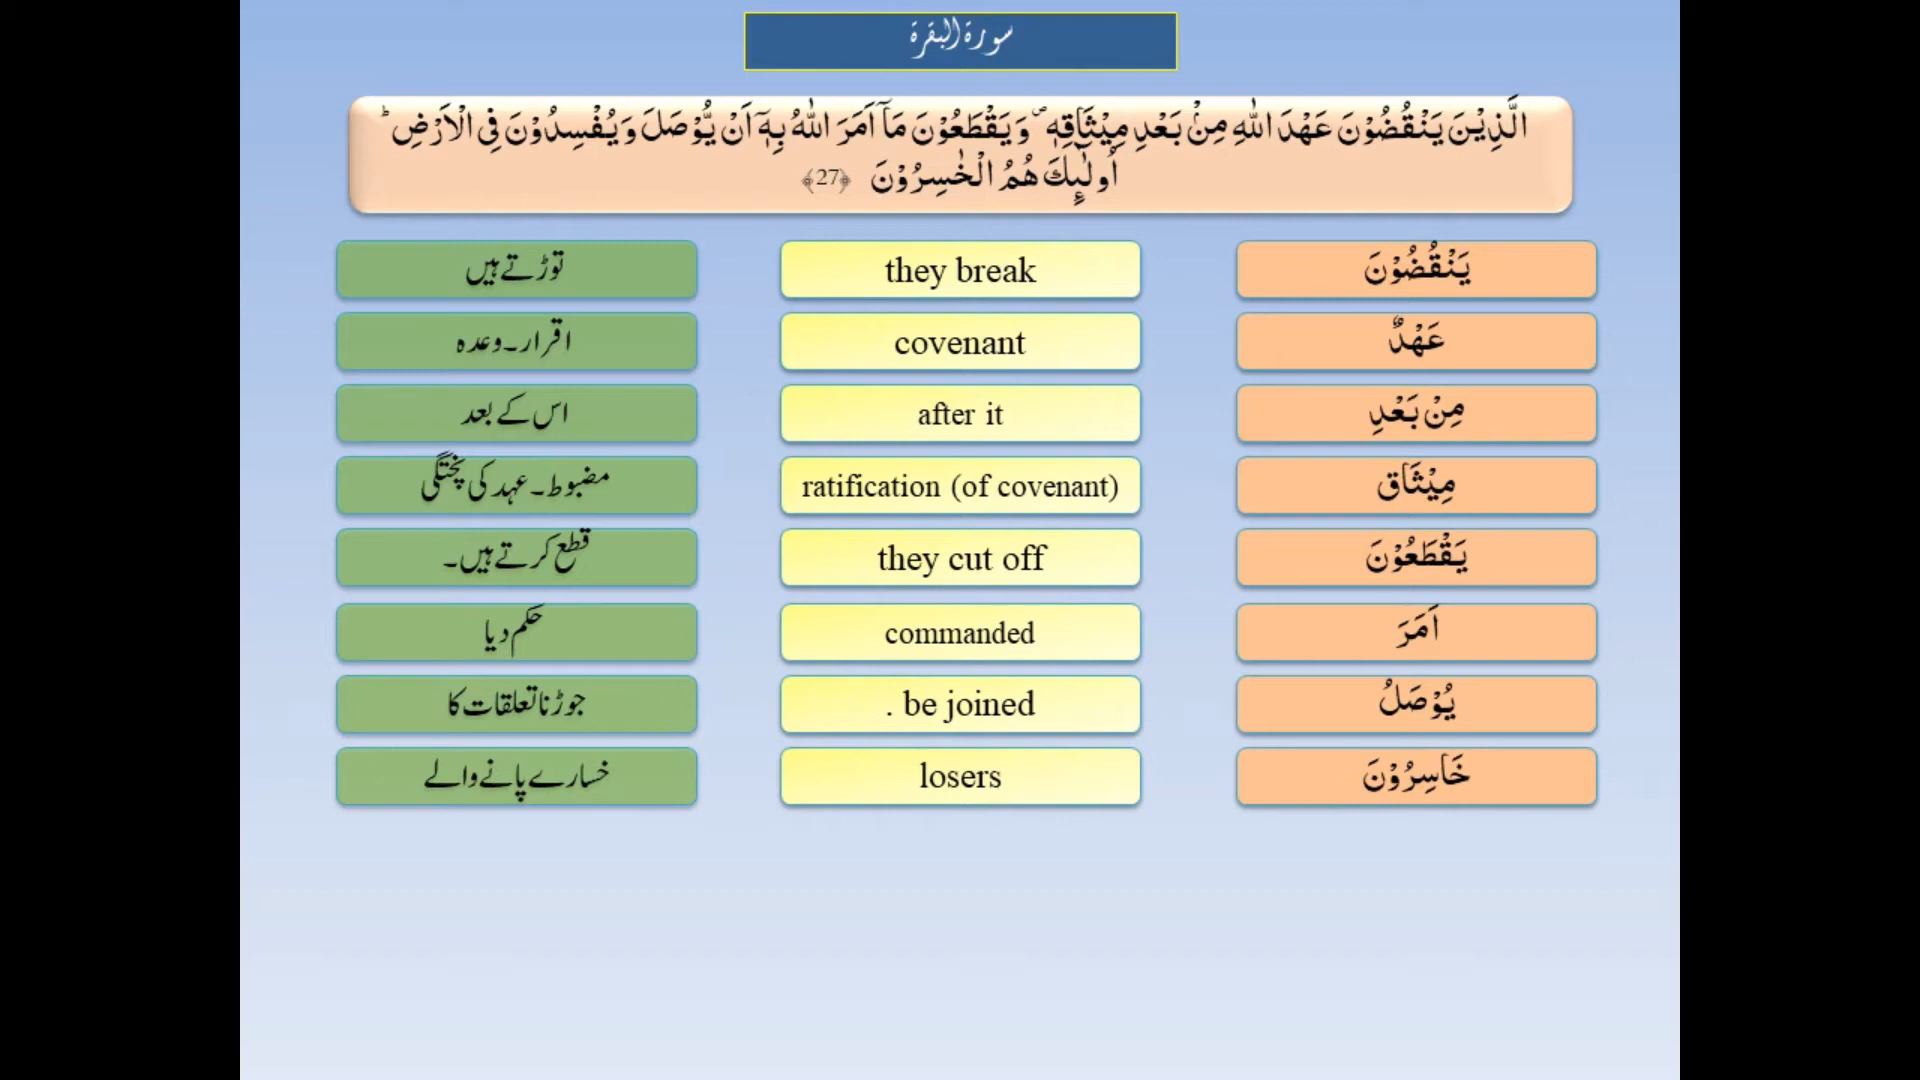 سورة البقرة
الَّذِيْنَ يَنْقُضُوْنَ عَهْدَ اللّٰهِ مِنْۢ بَعْدِ مِيْثَاقِهٖ ۪ وَيَقْطَعُوْنَ مَآ اَمَرَ اللّٰهُ بِهٖٓ اَنْ يُّوْصَلَ وَيُفْسِدُوْنَ فِى الْاَرْضِ ؕ
اُولٰٓئِكَ هُمُ الْخٰسِرُوْنَ ﴿27﴾
يَنْقُضُوْنَ they break توڑتے ہیں
عَهْدٌ covenant اقرار۔وعدہ
مِنْ بَعْدِ after it اس کے بعد
مِيْثَاق ratification (of covenant) مضبوط۔عہد کی پختگی
يَقْطَعُوْنَ they cut off قطع کرتے ہیں۔
اَمَرَ commanded حکم دیا
يُوْصَلُ . be joined جوڑنا تعلقات کا
خَاسِرُوْنَ losers خسارے پانے والے